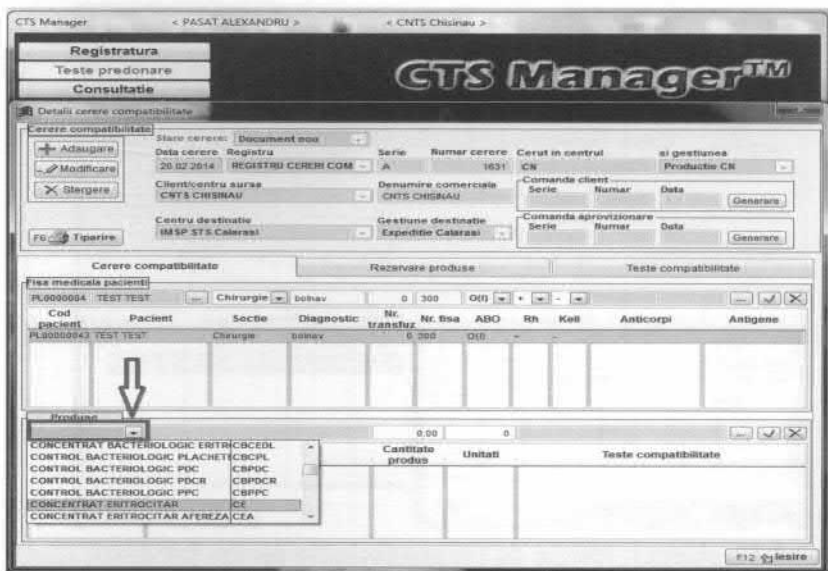 CTS Manager < PASAT ALEXANDRU > < CNTS Chisinau >
Registratura
Teste predonare
Consultatie
CTS Manager™
Detalii cerere compatibilitate
Cerere compatibilitate
Stare cerere: Document nou
Adaugare
Modificare
Stergere
F6 Tiparire
Data cerere Registru Serie Numar cerere Cerut in centrul si gestiunea
20.02.2014 REGISTRU CERERI COM A 1631 CN Productie CN
Client/centru sursa Denumire comerciala Comanda client
CNTS CHISINAU CNTS CHISINAU Serie Numar Data Generare
Centru destinatie Gestiune destinatie Comanda aprovizionare
IMSP STS Calarasi Expeditie Calarasi Serie Numar Data Generare
Cerere compatibilitate Rezervare produse Teste compatibilitate
Fisa medicala pacienti
PL0000004 TEST TEST ... Chirurgie bolnav 0 300 O(I) + - ...
Cod pacient Pacient Sectie Diagnostic Nr. transfuz Nr. fisa ABO Rh Kell Anticorpi Antigene
PL00000043 TEST TEST Chirurgie bolnav 0 300 O(I) + -
Produse
0.00 0 ...
Cantitate produs Unitati Teste compatibilitate
CONCENTRAT BACTERIOLOGIC ERITR CBCEDL
CONTROL BACTERIOLOGIC PLACHETE CBCPL
CONTROL BACTERIOLOGIC PDC CBPDC
CONTROL BACTERIOLOGIC PDCR CBPDCR
CONTROL BACTERIOLOGIC PPC CBPPC
CONCENTRAT ERITROCITAR CE
CONCENTRAT ERITROCITAR AFEREZA CEA
F12 Iesire